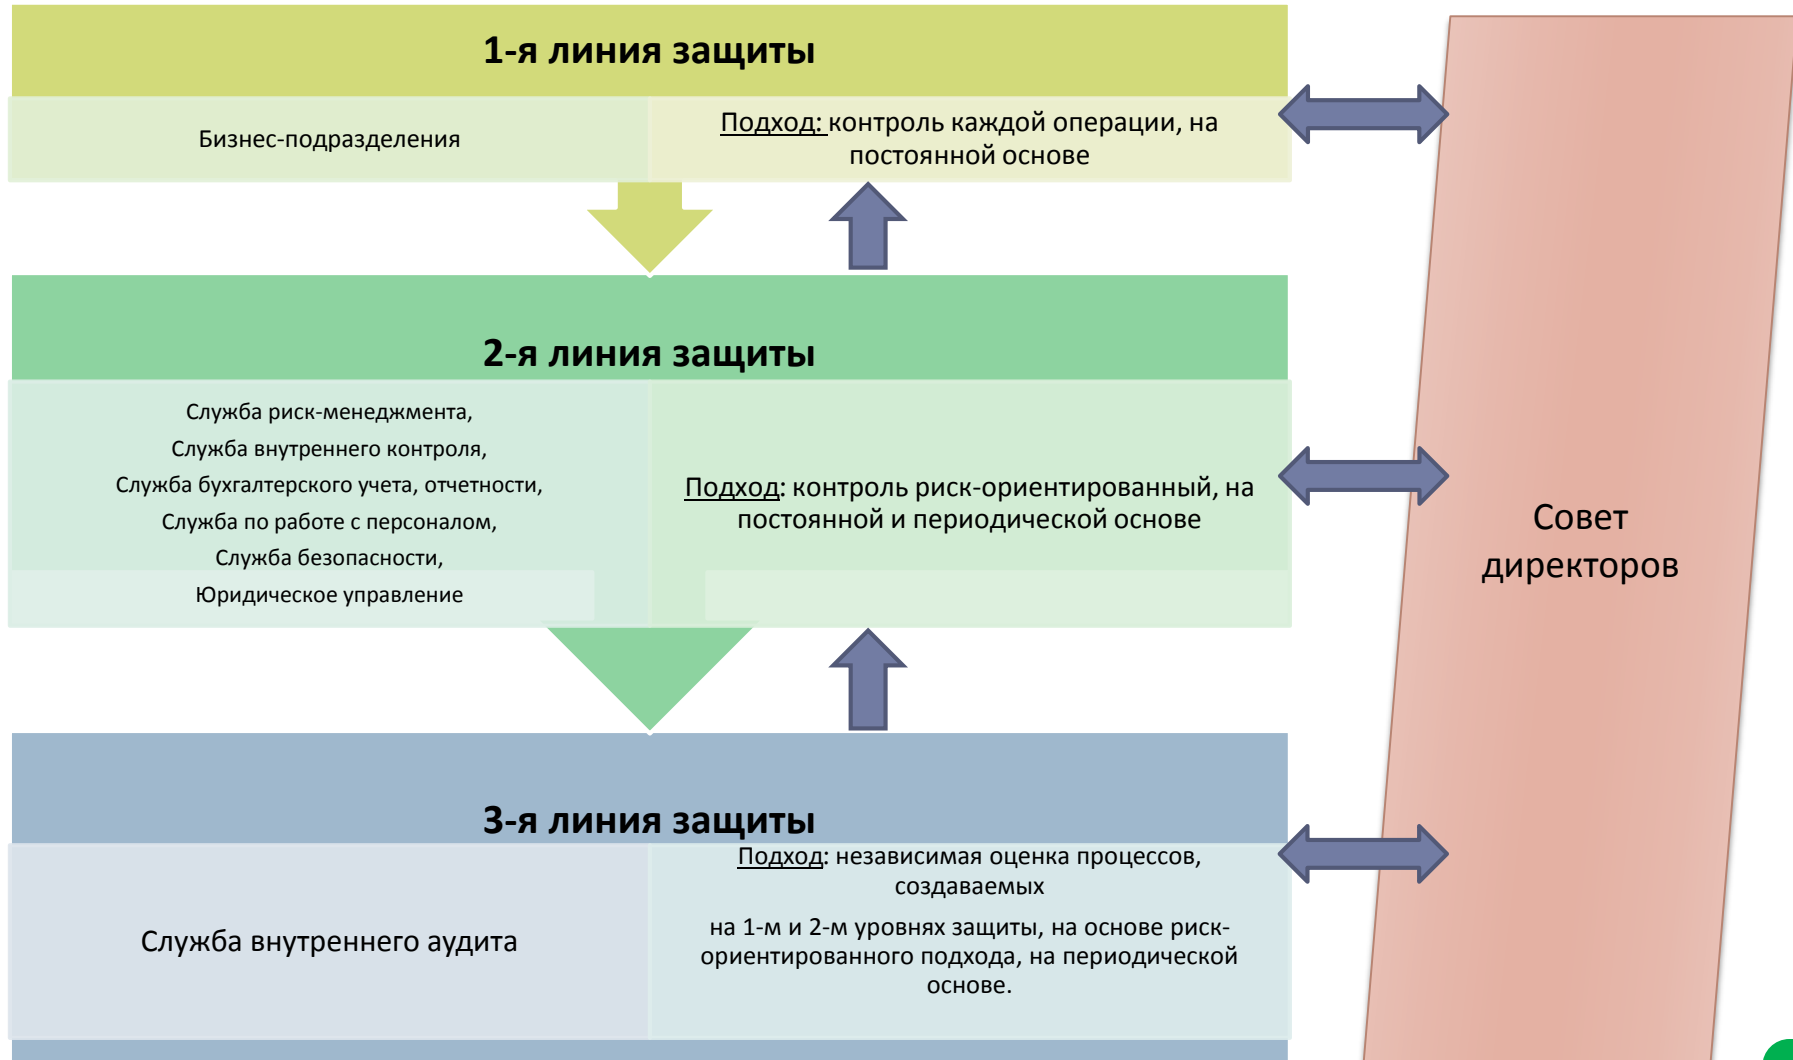 1-я линия защиты
Бизнес-подразделения
Подход: контроль каждой операции, на
постоянной основе
2-я линия защиты
Служба риск-менеджмента,
Служба внутреннего контроля,
Служба бухгалтерского учета, отчетности,
Служба по работе с персоналом,
Служба безопасности,
Юридическое управление
Подход: контроль риск-ориентированный, на
постоянной и периодической основе
3-я линия защиты
Служба внутреннего аудита
Подход: независимая оценка процессов,
создаваемых
на 1-м и 2-м уровнях защиты, на основе риск-
ориентированного подхода, на периодической
основе.
Совет
директоров